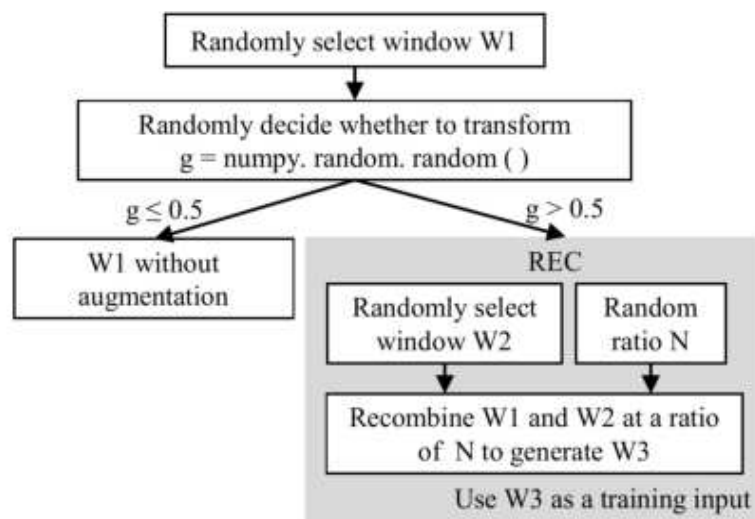 Randomly select window W1
Randomly decide whether to transform
g = numpy. random. random ( )
g ≤ 0.5
g > 0.5
W1 without
augmentation
REC
Randomly select
window W2
Random
ratio N
Recombine W1 and W2 at a ratio
of N to generate W3
Use W3 as a training input